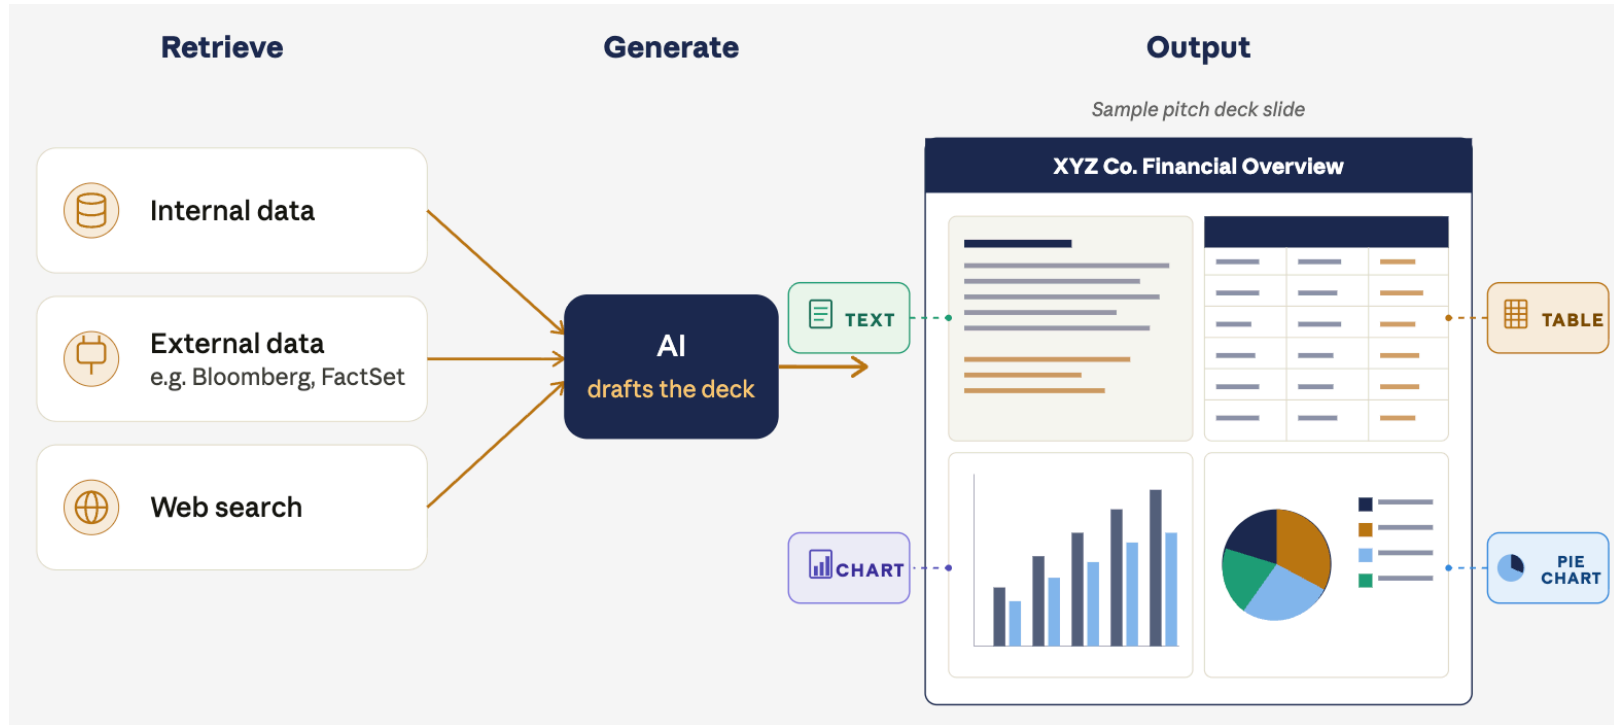 Retrieve
Generate
Output
Sample pitch deck slide
XYZ Co. Financial Overview
Internal data
External data
e.g. Bloomberg, FactSet
Web search
AI
drafts the deck
TEXT
TABLE
CHART
PIE
CHART